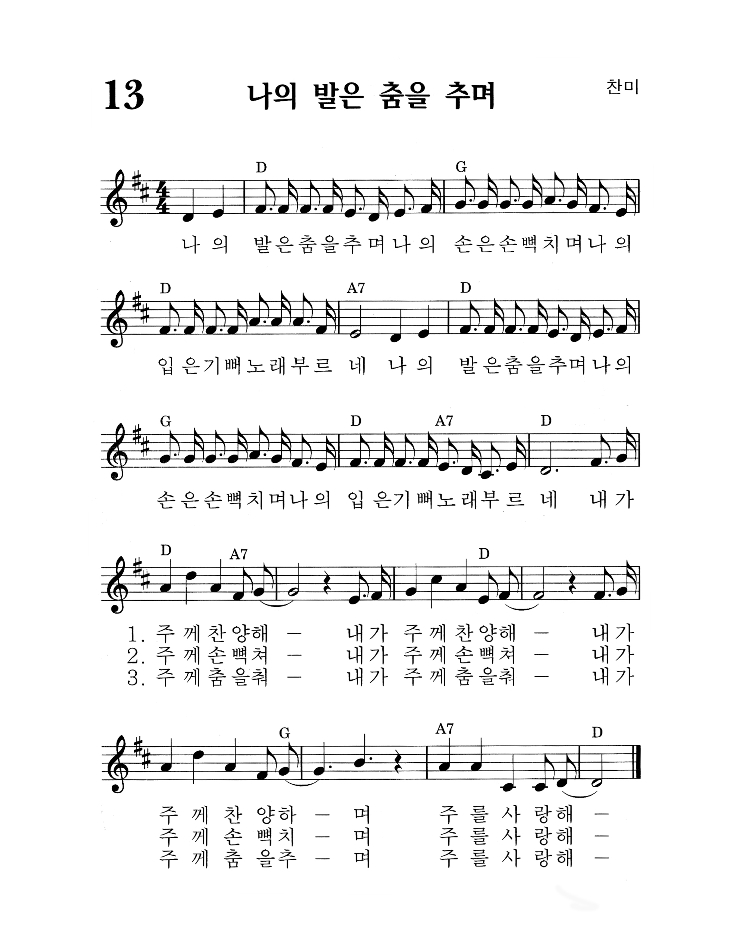 13 나의 발은 춤을 추며 찬미
D G
나 의 발은춤을추며나의 손은손뼉치며나의
D A7 D
입은기뻐노래부르 네 나 의 발은춤을추며나의
G D A7 D
손은손뼉치며나의 입은기뻐노래부르 네 내가
D A7 D
1. 주께찬양해 - 내가 주께찬양해 - 내가
2. 주께손뼉쳐 - 내가 주께손뼉쳐 - 내가
3. 주께춤을춰 - 내가 주께춤을춰 - 내가
G A7 D
주 께 찬 양하 - 며 주를사랑해 -
주 께 손 뼉치 - 며 주를사랑해 -
주 께 춤 을추 - 며 주를사랑해 -